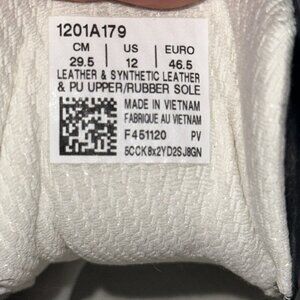 1201A179
CM US EURO
29.5 12 46.5
LEATHER & SYNTHETIC LEATHER
& PU UPPER/RUBBER SOLE
MADE IN VIETNAM
FABRIQUE AU VIETNAM
F451120 PV
5CCK8x2YD2SJ8GN